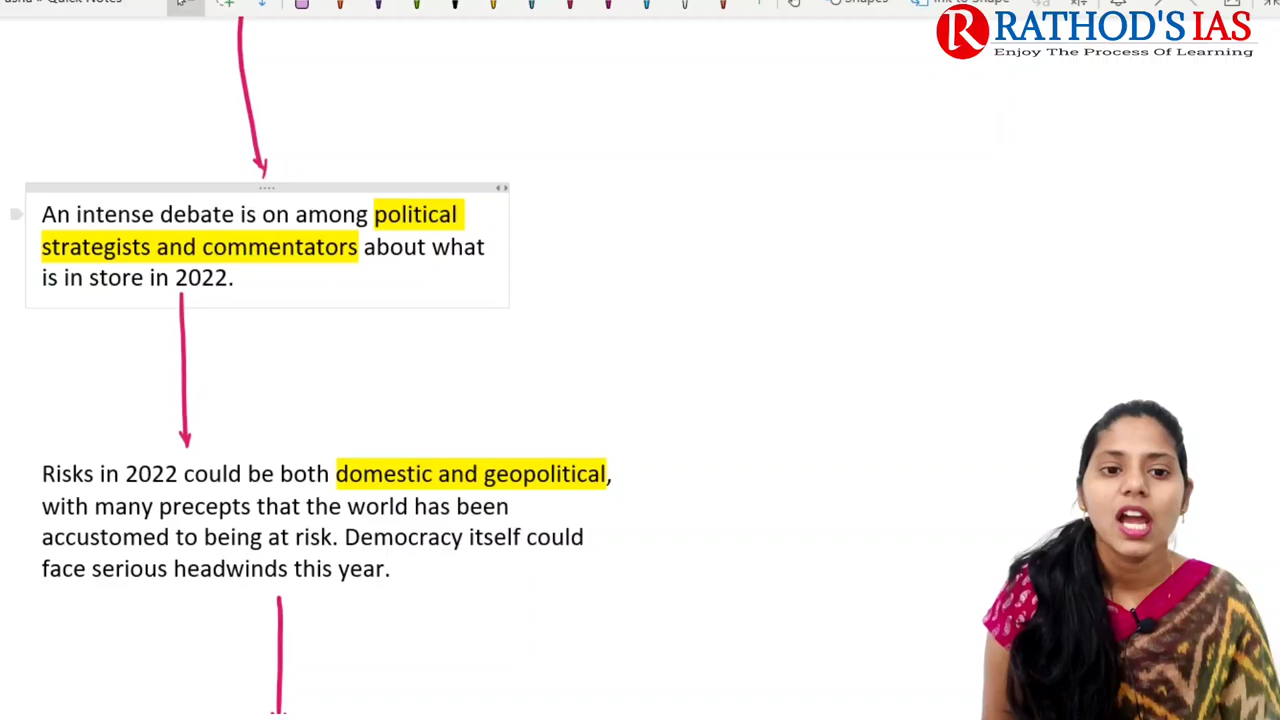 RATHOD'S IAS
Enjoy The Process Of Learning
An intense debate is on among political
strategists and commentators about what
is in store in 2022.
Risks in 2022 could be both domestic and geopolitical,
with many precepts that the world has been
accustomed to being at risk. Democracy itself could
face serious headwinds this year.